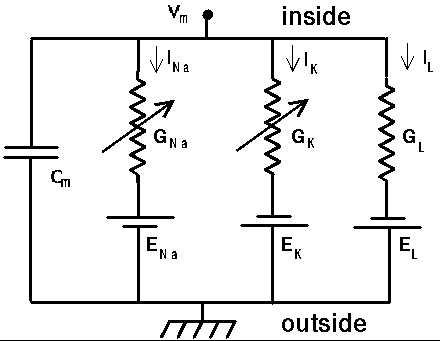 Vm inside
INa IK IL
GNa GK GL
Cm
ENa EK EL
outside